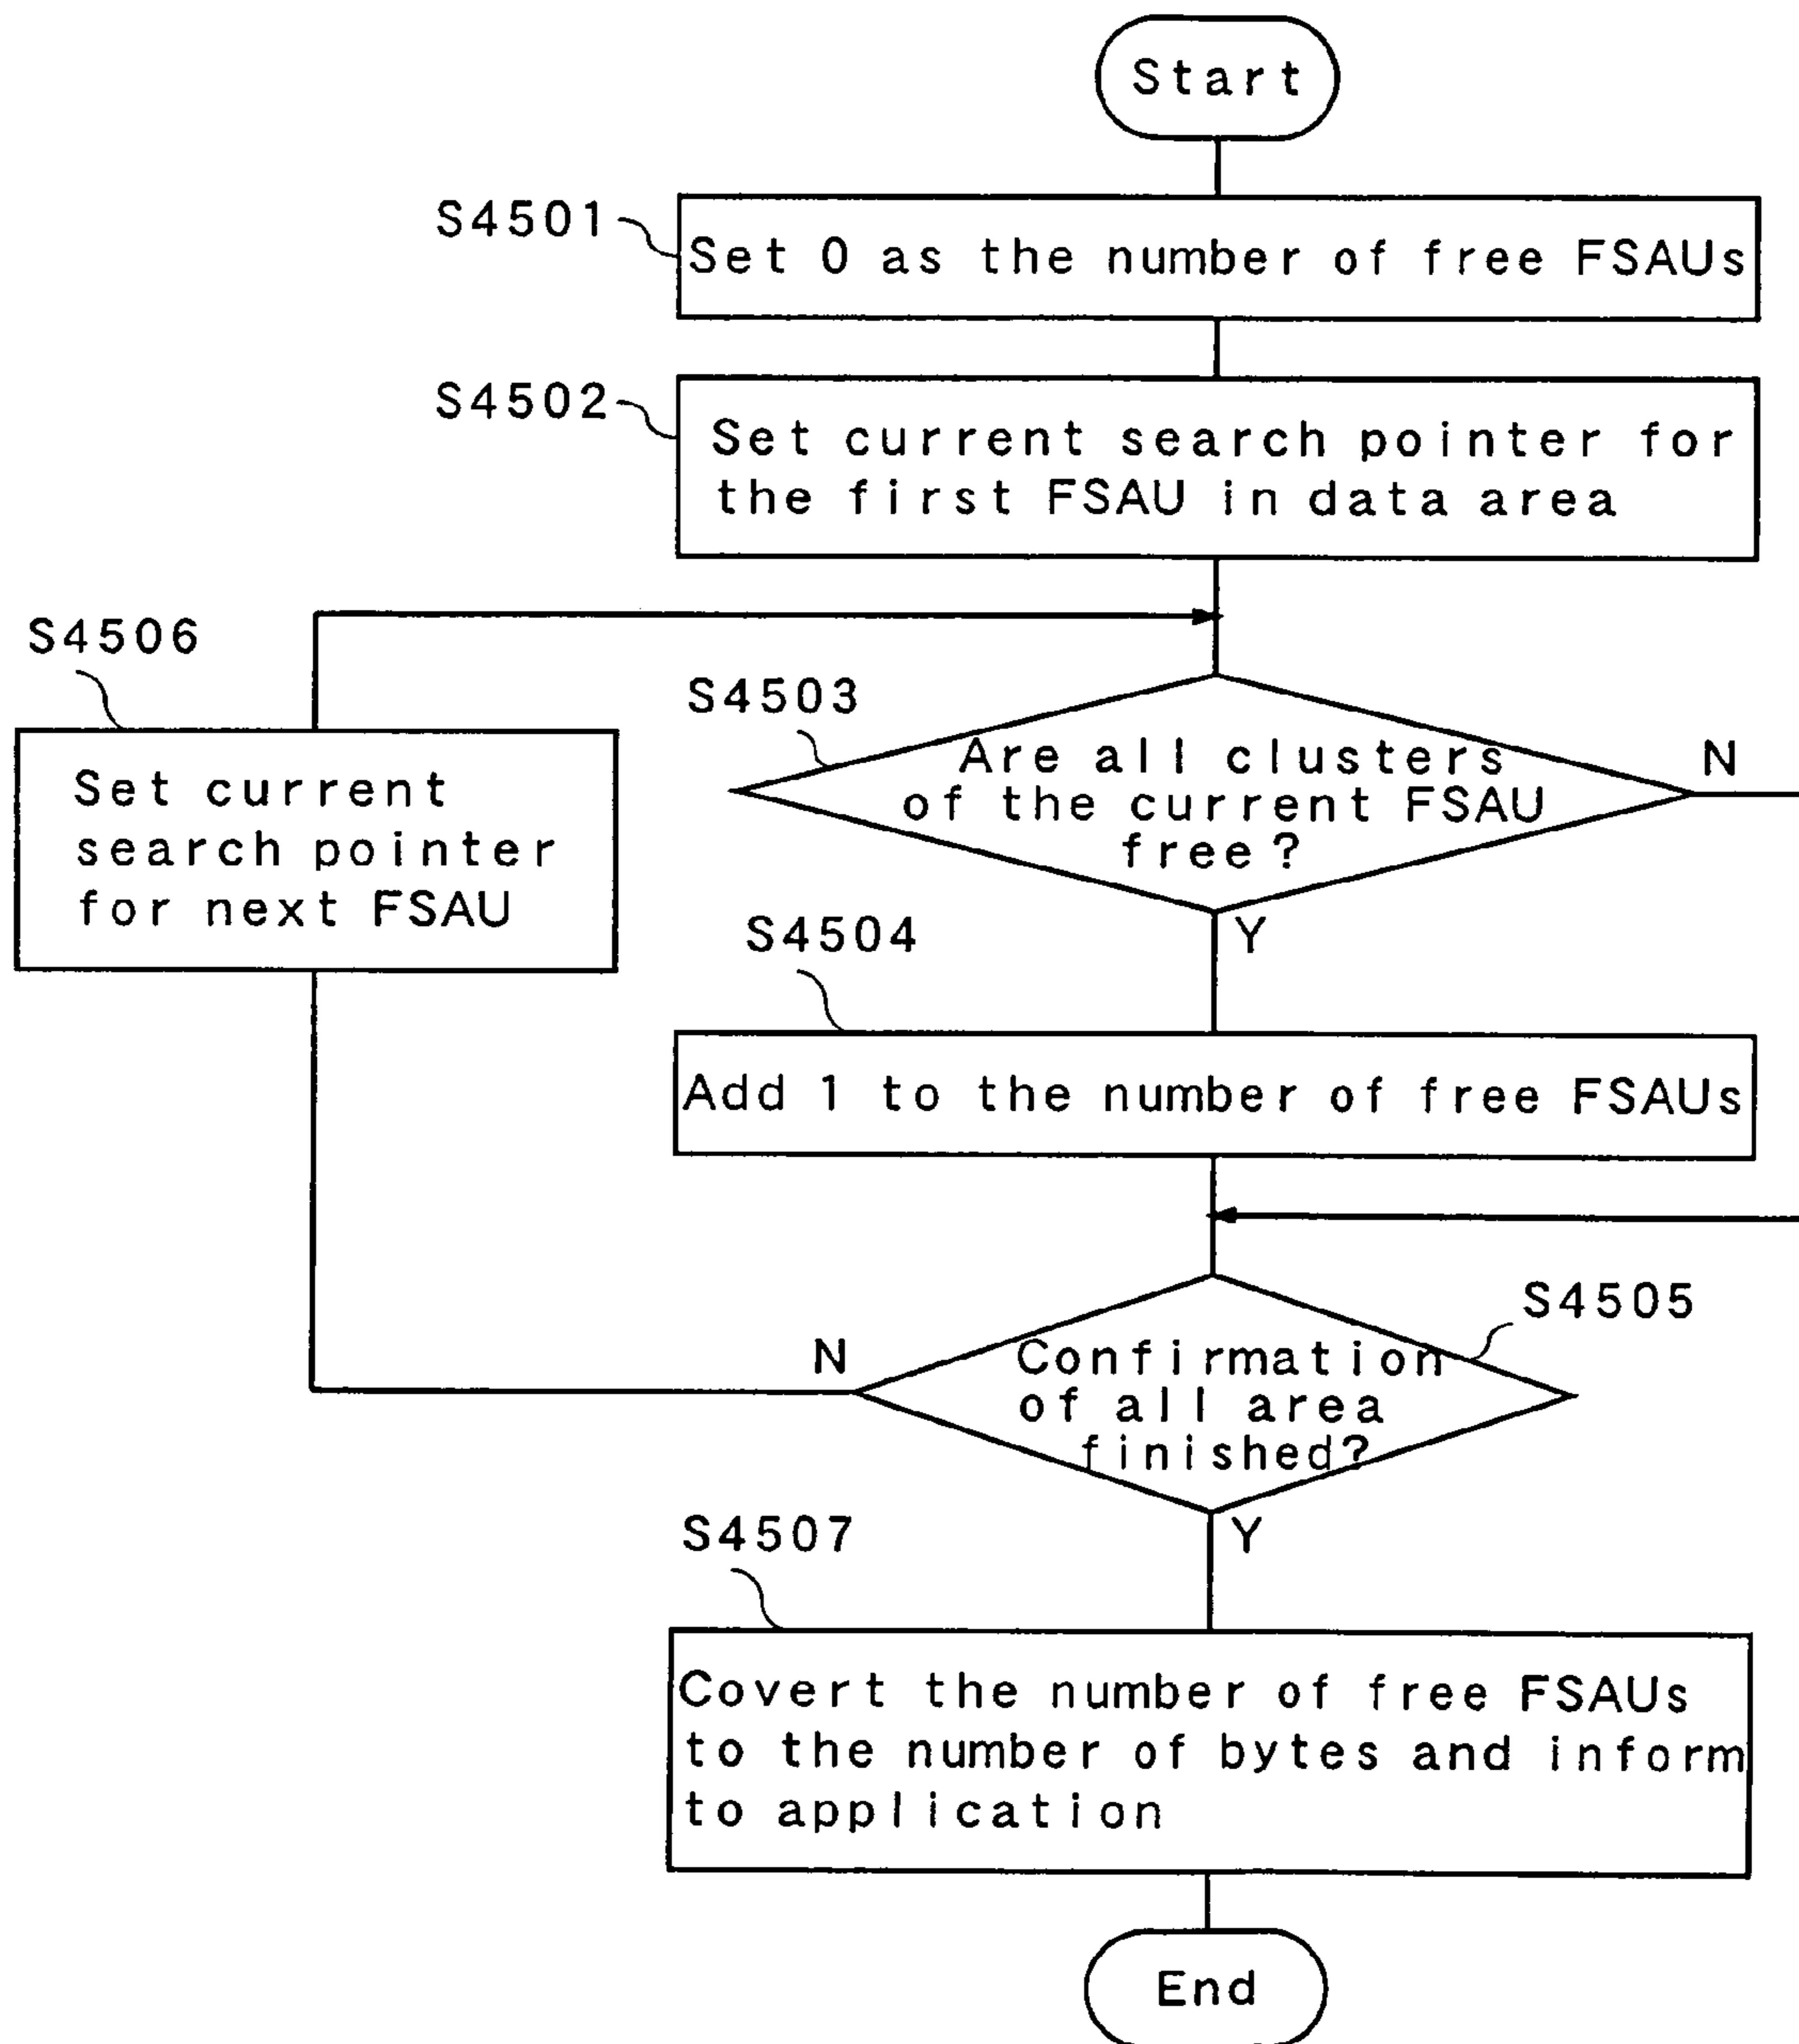 Start
S4501
Set 0 as the number of free FSAUs
S4502
Set current search pointer for
the first FSAU in data area
S4506
Set current
search pointer
for next FSAU
S4503
Are all clusters
of the current FSAU
free?
N
Y
S4504
Add 1 to the number of free FSAUs
S4505
Confirmation
of all area
finished?
N
Y
S4507
Covert the number of free FSAUs
to the number of bytes and inform
to application
End